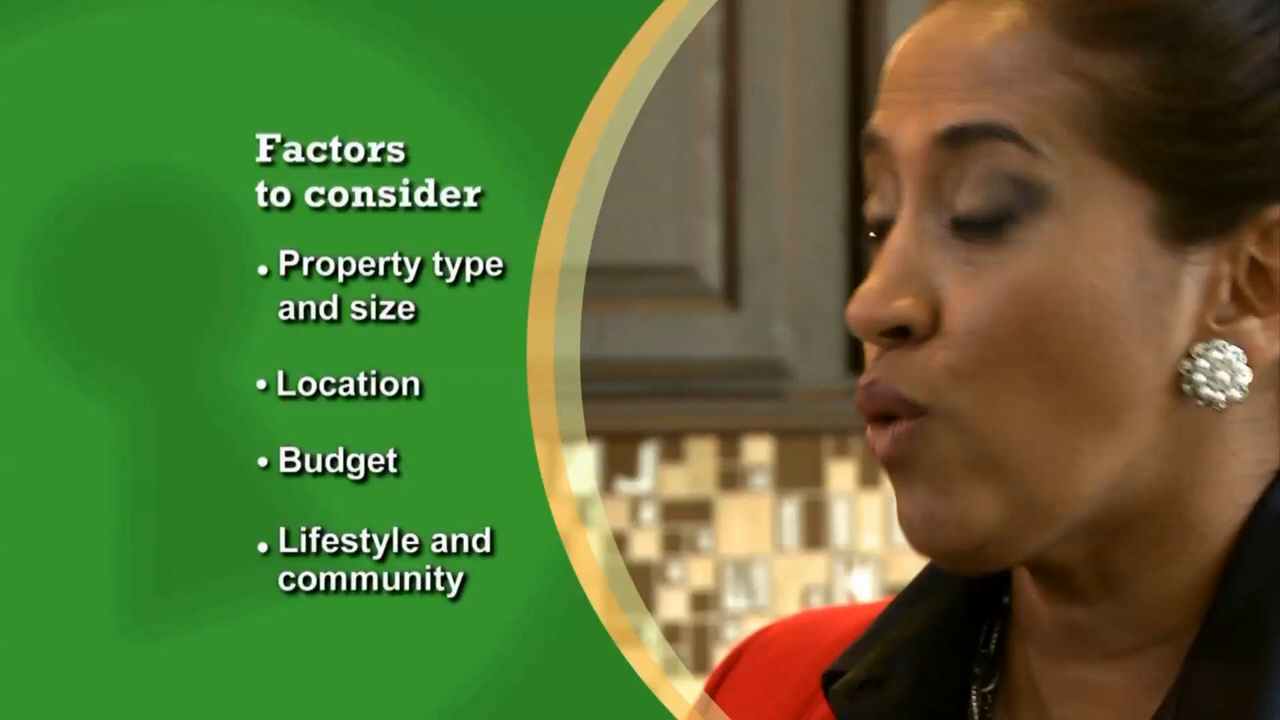 Factors
to consider
• Property type
and size
• Location
• Budget
• Lifestyle and
community